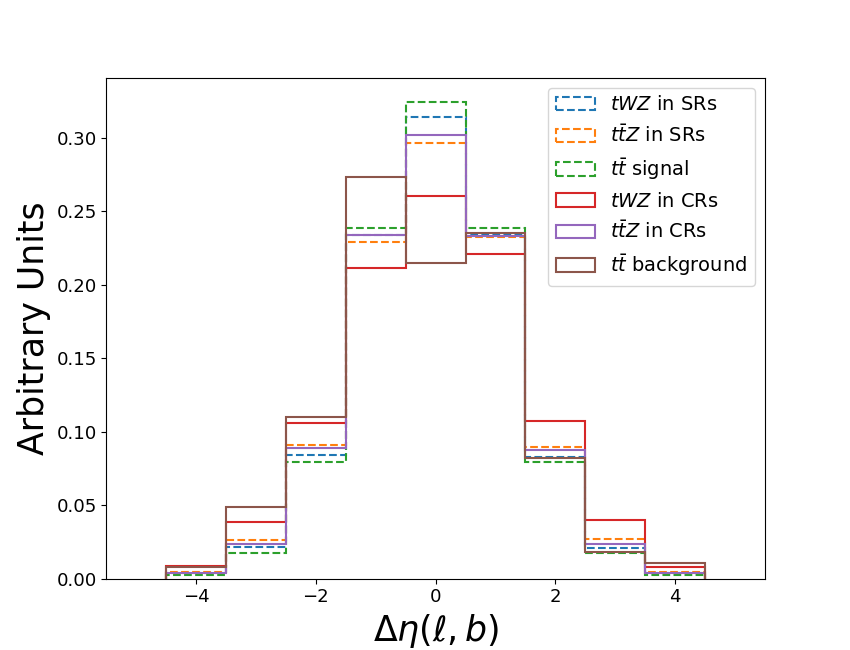 Arbitrary Units
0.30
0.25
0.20
0.15
0.10
0.05
0.00
−4 −2 0 2 4
Δη(ℓ, b)
tWZ in SRs
tt̄Z in SRs
tt̄ signal
tWZ in CRs
tt̄Z in CRs
tt̄ background